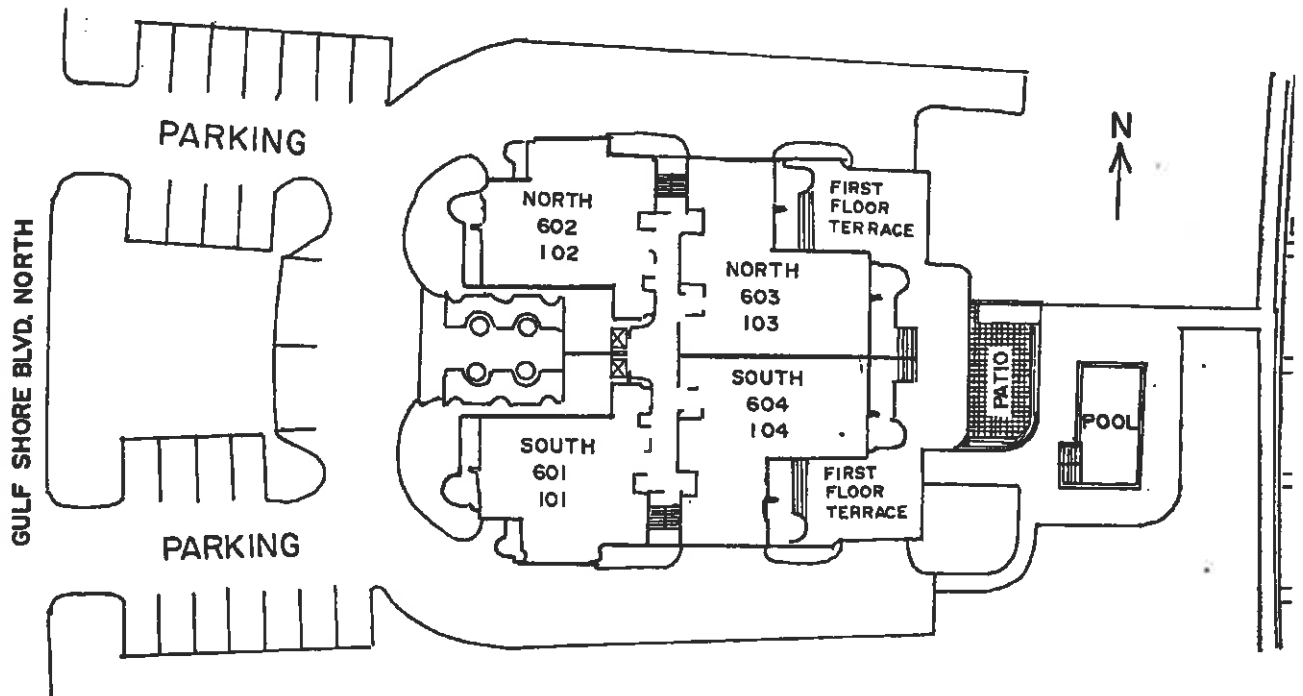 PARKING
N
GULF SHORE BLVD. NORTH
NORTH
602
102
FIRST
FLOOR
TERRACE
NORTH
603
103
PATIO
SOUTH
604
104
POOL
SOUTH
601
101
FIRST
FLOOR
TERRACE
PARKING